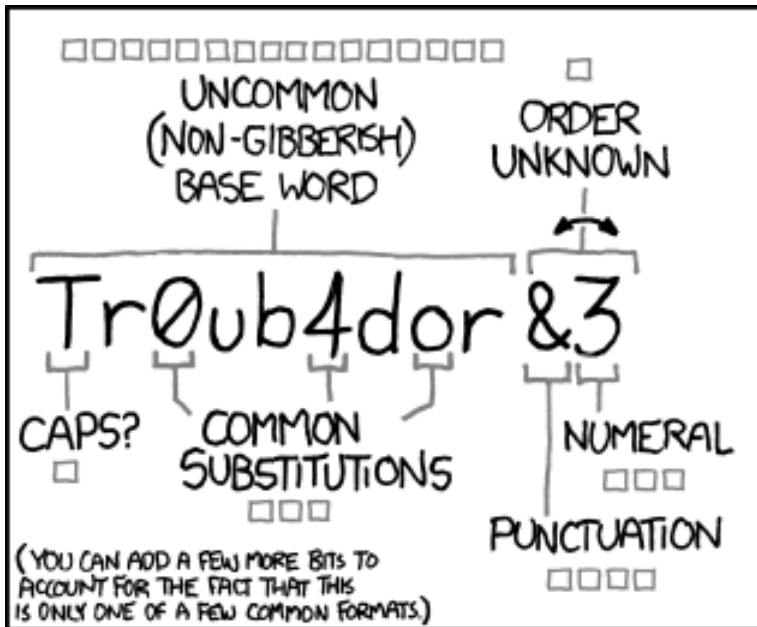 UNCOMMON
(NON-GIBBERISH)
BASE WORD
ORDER
UNKNOWN
Tr0ub4dor &3
CAPS?
COMMON
SUBSTITUTIONS
NUMERAL
PUNCTUATION
(YOU CAN ADD A FEW MORE BITS TO
ACCOUNT FOR THE FACT THAT THIS
IS ONLY ONE OF A FEW COMMON FORMATS.)